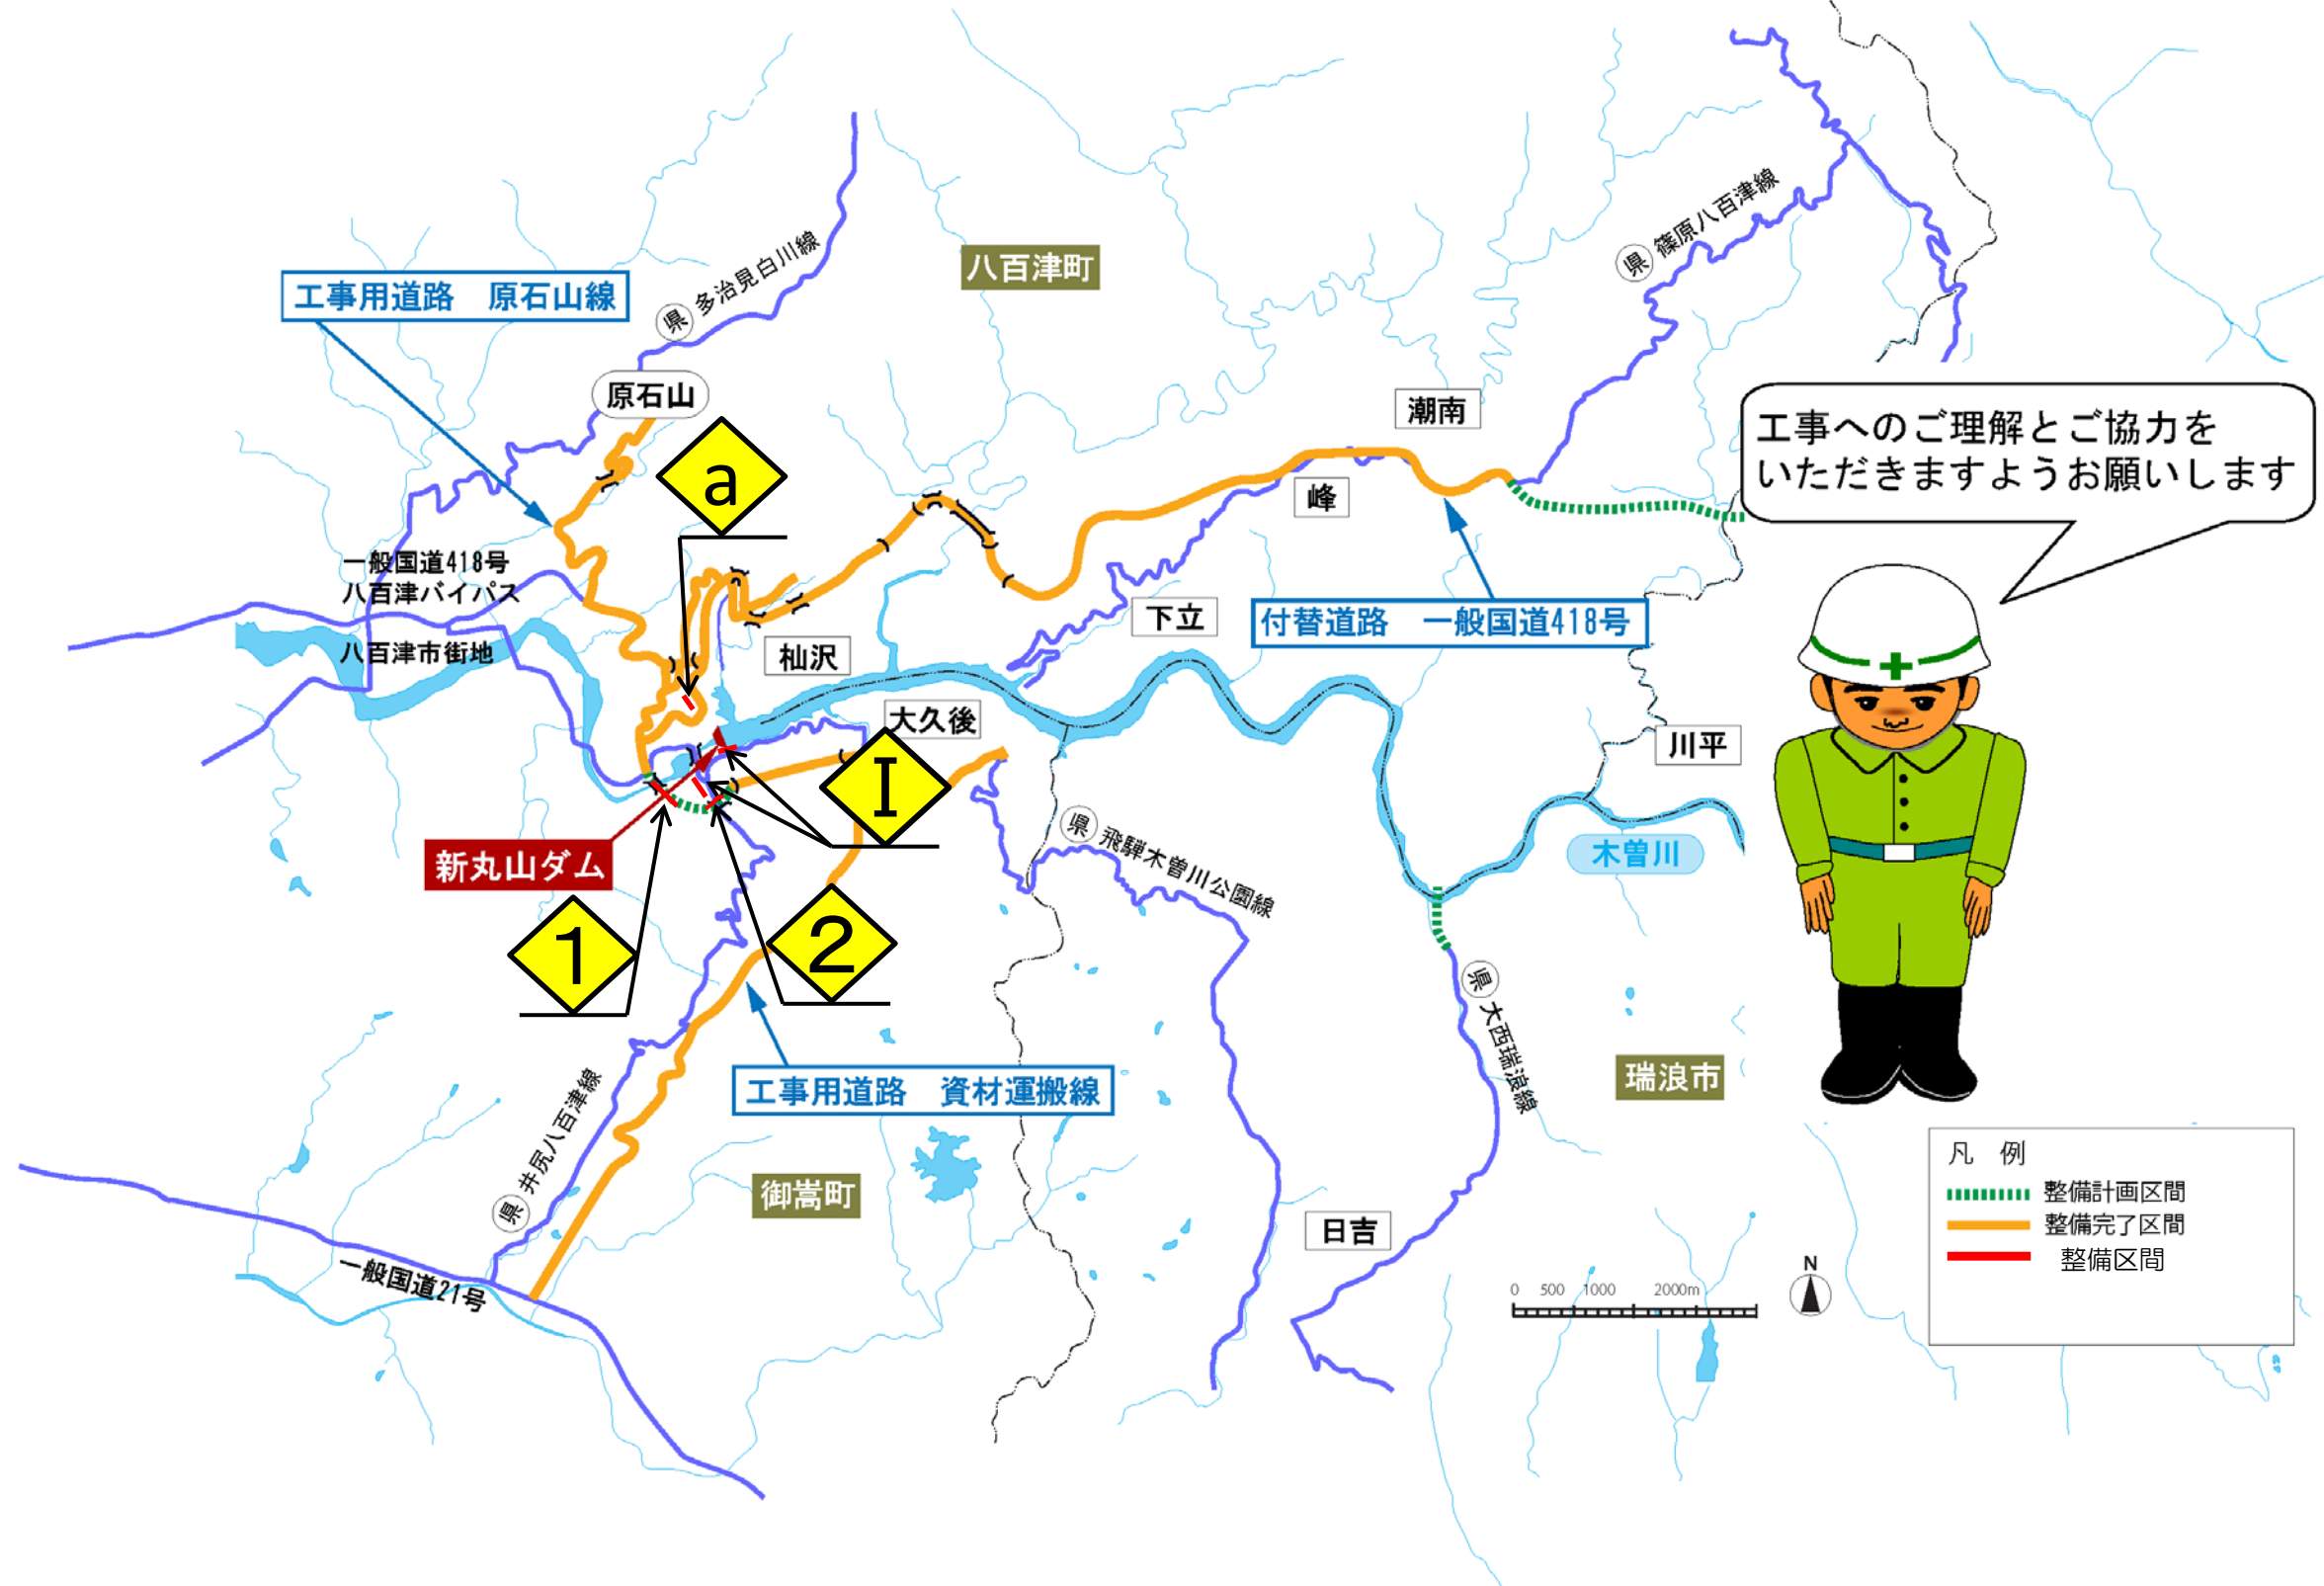 県 篠原八百津線
八百津町
県 多治見白川線
工事用道路　原石山線
原石山
潮南
工事へのご理解とご協力を
いただきますようお願いします
a
峰
一般国道418号
八百津バイパス
下立
付替道路　一般国道418号
八百津市街地
杣沢
大久後
川平
I
県 飛騨木曽川公園線
木曽川
新丸山ダム
1
2
県 大西瑞浪線
瑞浪市
工事用道路　資材運搬線
県 井尻八百津線
御嵩町
日吉
凡　例
整備計画区間
整備完了区間
整備区間
一般国道21号
0 500 1000 2000m
N